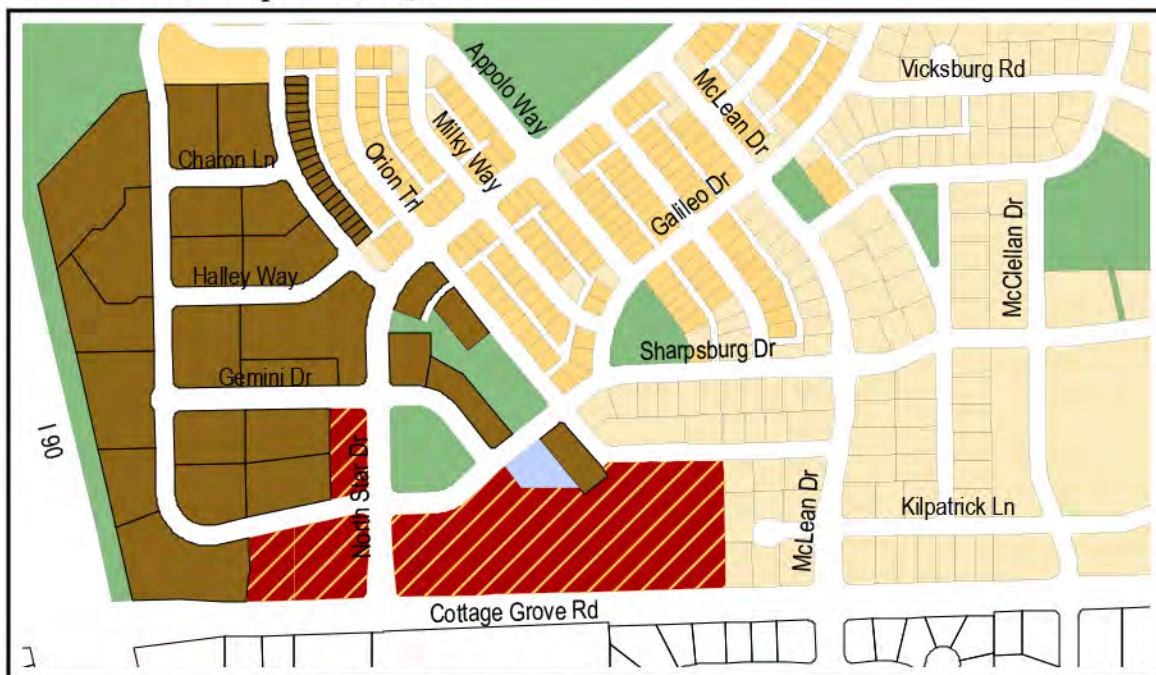 Appolo Way
Vicksburg Rd
McLean Dr
Milky Way
Charon Ln
Orion Trl
Galileo Dr
McClellan Dr
Halley Way
Sharpsburg Dr
Gemini Dr
I 90
North Star Dr
McLean Dr
Kilpatrick Ln
Cottage Grove Rd